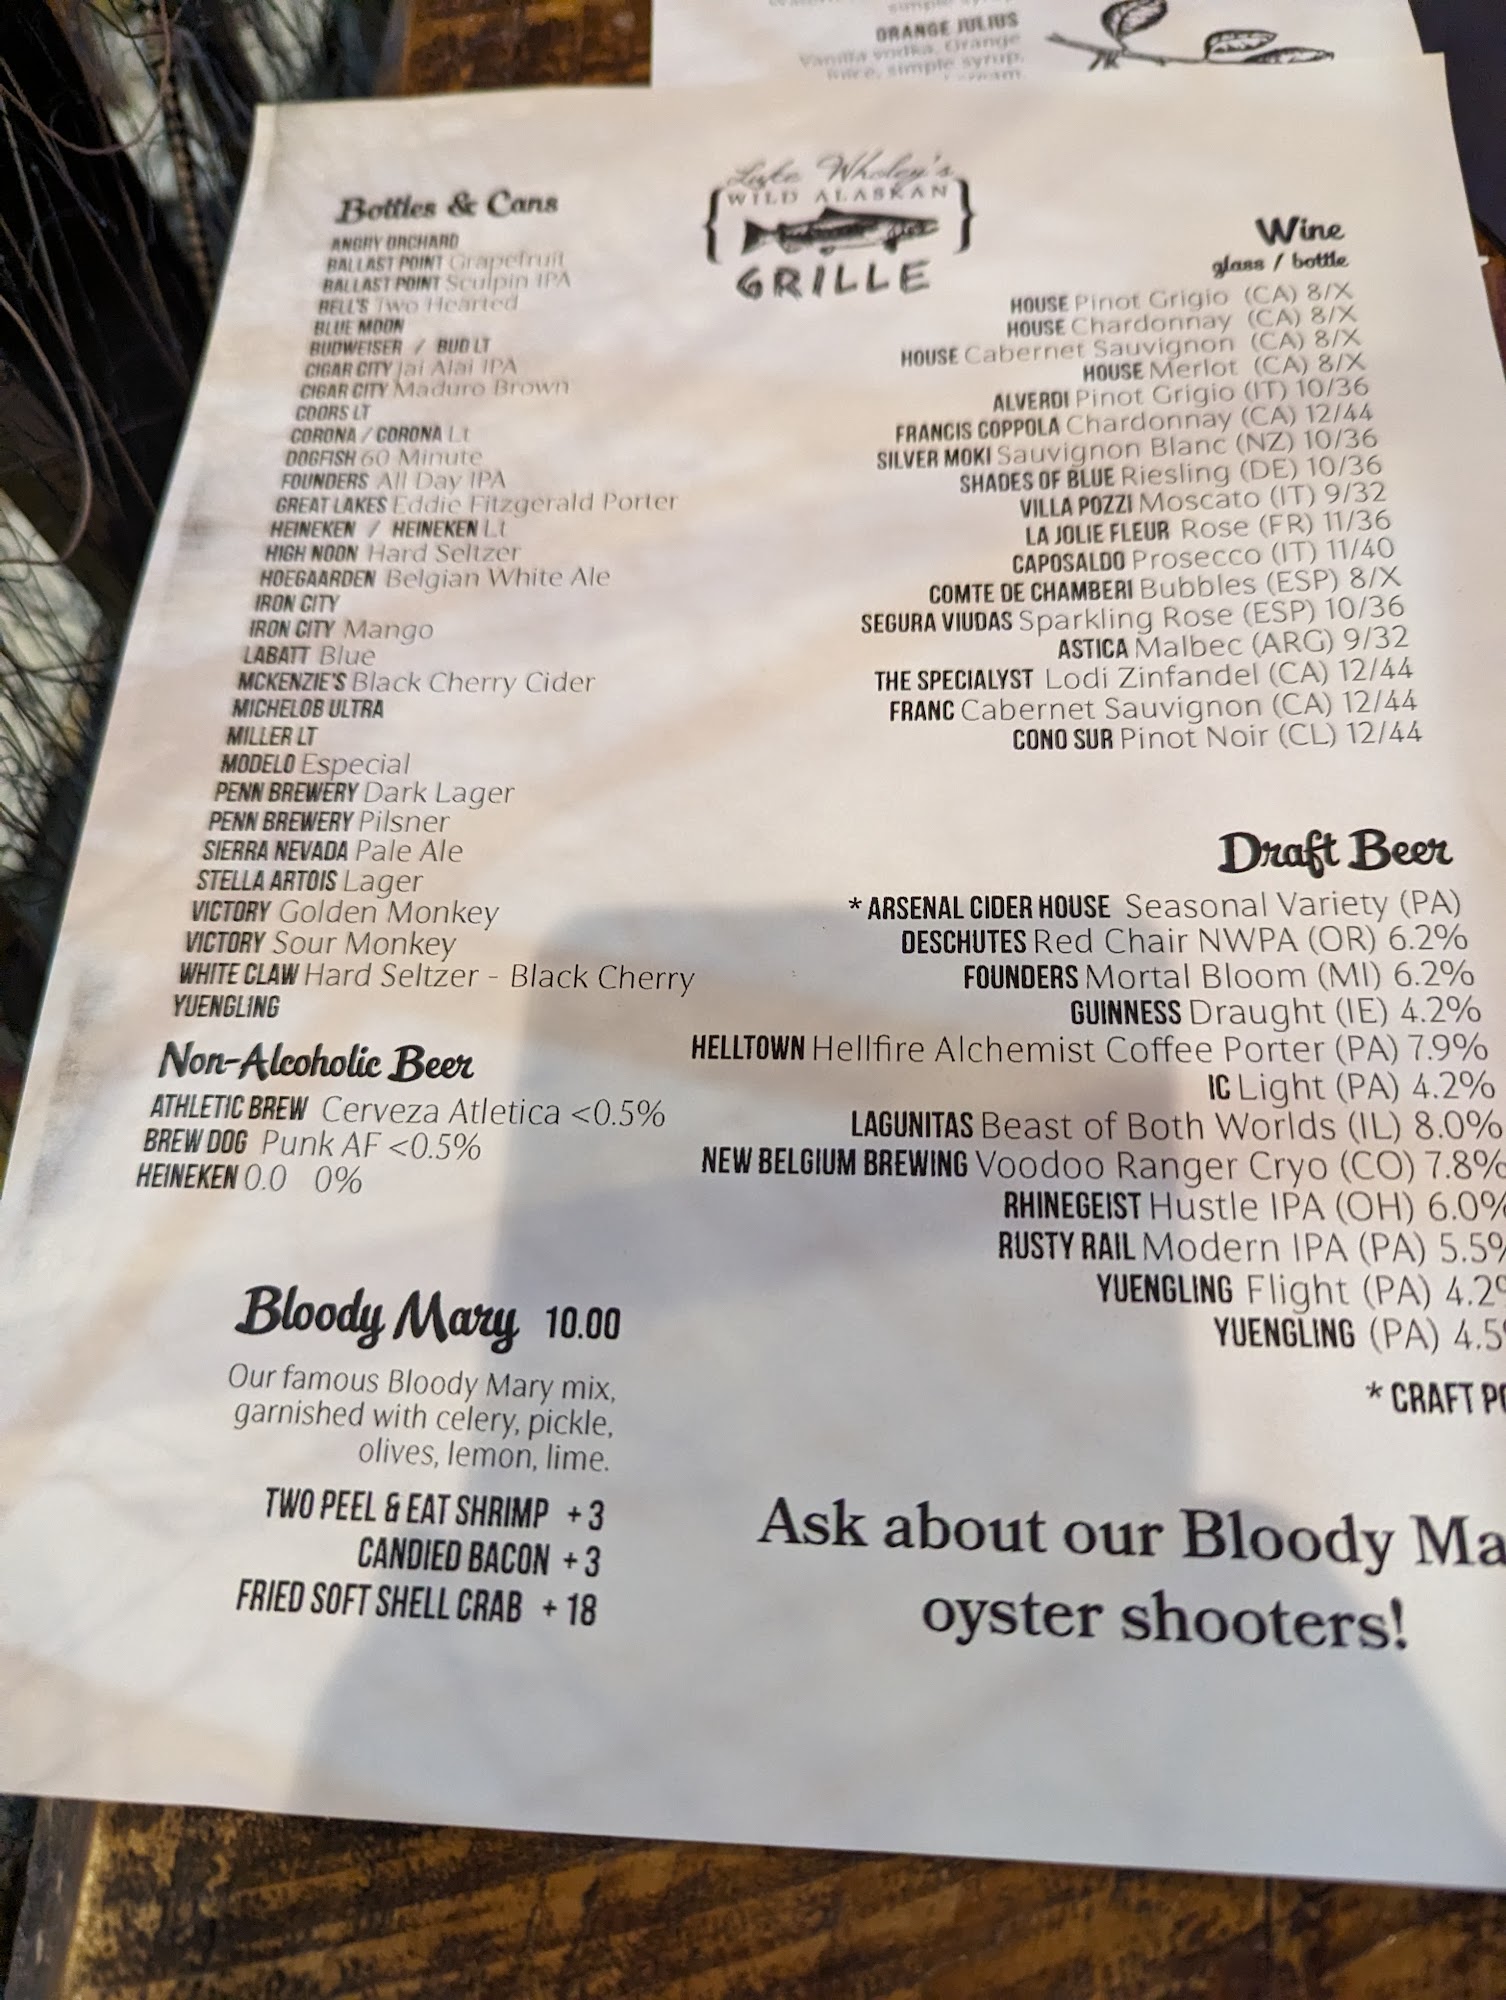 ORANGE JULIUS
Vanilla vodka, Orange
juice, simple syrup,
Luke Wholey's
WILD ALASKAN
GRILLE
Bottles & Cans
ANGRY ORCHARD
BALLAST POINT Grapefruit
BALLAST POINT Sculpin IPA
BELL'S Two Hearted
BLUE MOON
BUDWEISER / BUD LT
CIGAR CITY Jai Alai IPA
CIGAR CITY Maduro Brown
COORS LT
CORONA / CORONA Lt
DOGFISH 60 Minute
FOUNDERS All Day IPA
GREAT LAKES Eddie Fitzgerald Porter
HEINEKEN / HEINEKEN Lt
HIGH NOON Hard Seltzer
HOEGAARDEN Belgian White Ale
IRON CITY
IRON CITY Mango
LABATT Blue
MCKENZIE'S Black Cherry Cider
MICHELOB ULTRA
MILLER LT
MODELO Especial
PENN BREWERY Dark Lager
PENN BREWERY Pilsner
SIERRA NEVADA Pale Ale
STELLA ARTOIS Lager
VICTORY Golden Monkey
VICTORY Sour Monkey
WHITE CLAW Hard Seltzer - Black Cherry
YUENGLING
Non-Alcoholic Beer
ATHLETIC BREW Cerveza Atletica <0.5%
BREW DOG Punk AF <0.5%
HEINEKEN 0.0 0%
Bloody Mary 10.00
Our famous Bloody Mary mix,
garnished with celery, pickle,
olives, lemon, lime.
TWO PEEL & EAT SHRIMP + 3
CANDIED BACON + 3
FRIED SOFT SHELL CRAB + 18
Wine
glass / bottle
HOUSE Pinot Grigio (CA) 8/X
HOUSE Chardonnay (CA) 8/X
HOUSE Cabernet Sauvignon (CA) 8/X
HOUSE Merlot (CA) 8/X
ALVERDI Pinot Grigio (IT) 10/36
FRANCIS COPPOLA Chardonnay (CA) 12/44
SILVER MOKI Sauvignon Blanc (NZ) 10/36
SHADES OF BLUE Riesling (DE) 10/36
VILLA POZZI Moscato (IT) 9/32
LA JOLIE FLEUR Rose (FR) 11/36
CAPOSALDO Prosecco (IT) 11/40
COMTE DE CHAMBERI Bubbles (ESP) 8/X
SEGURA VIUDAS Sparkling Rose (ESP) 10/36
ASTICA Malbec (ARG) 9/32
THE SPECIALYST Lodi Zinfandel (CA) 12/44
FRANC Cabernet Sauvignon (CA) 12/44
CONO SUR Pinot Noir (CL) 12/44
Draft Beer
* ARSENAL CIDER HOUSE Seasonal Variety (PA)
DESCHUTES Red Chair NWPA (OR) 6.2%
FOUNDERS Mortal Bloom (MI) 6.2%
GUINNESS Draught (IE) 4.2%
HELLTOWN Hellfire Alchemist Coffee Porter (PA) 7.9%
IC Light (PA) 4.2%
LAGUNITAS Beast of Both Worlds (IL) 8.0%
NEW BELGIUM BREWING Voodoo Ranger Cryo (CO) 7.8%
RHINEGEIST Hustle IPA (OH) 6.0%
RUSTY RAIL Modern IPA (PA) 5.5%
YUENGLING Flight (PA) 4.2%
YUENGLING (PA) 4.5%
* CRAFT
Ask about our Bloody Ma
oyster shooters!